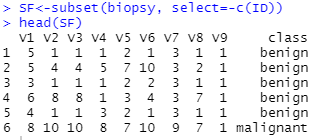 > SF<-subset(biopsy, select=-c(ID))
> head(SF)
V1 V2 V3 V4 V5 V6 V7 V8 V9 class
1 5 1 1 1 2 1 3 1 1 benign
2 5 4 4 5 7 10 3 2 1 benign
3 3 1 1 1 2 2 3 1 1 benign
4 6 8 8 1 3 4 3 7 1 benign
5 4 1 1 3 2 1 3 1 1 benign
6 8 10 10 8 7 10 9 7 1 malignant